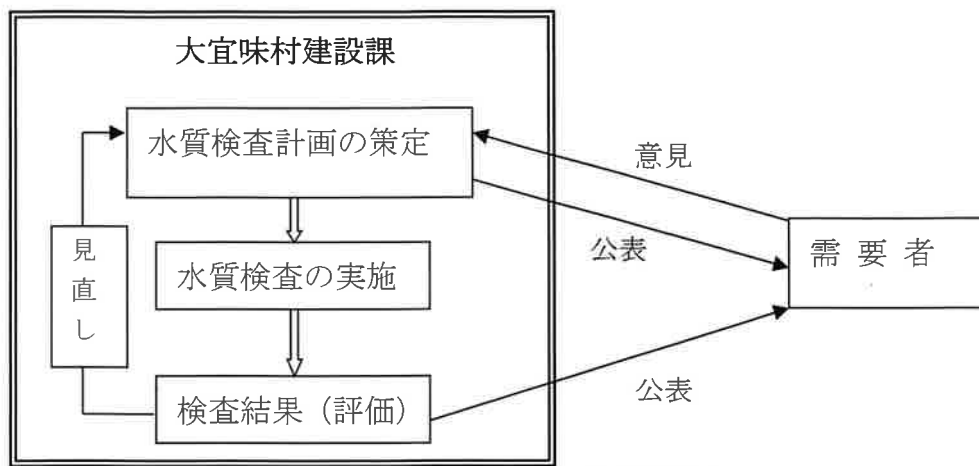 大宜味村建設課
水質検査計画の策定
意見
公表
需要者
見直し
水質検査の実施
検査結果（評価）
公表